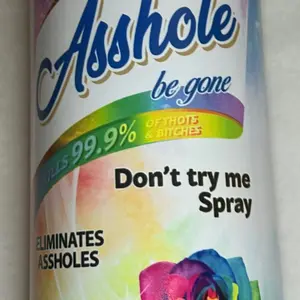 Asshole
be gone
99.9% OF THOTS
& BITCHES
Don't try me
Spray
ELIMINATES
ASSHOLES